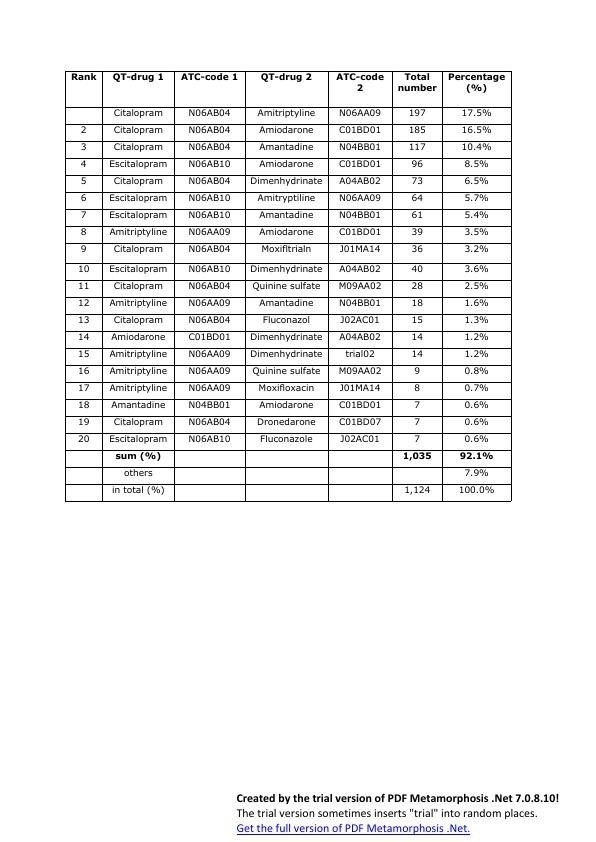 Rank QT-drug 1 ATC-code 1 QT-drug 2 ATC-code 2 Total number Percentage (%)
Citalopram N06AB04 Amitriptyline N06AA09 197 17.5%
2 Citalopram N06AB04 Amiodarone C01BD01 185 16.5%
3 Citalopram N06AB04 Amantadine N04BB01 117 10.4%
4 Escitalopram N06AB10 Amiodarone C01BD01 96 8.5%
5 Citalopram N06AB04 Dimenhydrinate A04AB02 73 6.5%
6 Escitalopram N06AB10 Amitryptiline N06AA09 64 5.7%
7 Escitalopram N06AB10 Amantadine N04BB01 61 5.4%
8 Amitriptyline N06AA09 Amiodarone C01BD01 39 3.5%
9 Citalopram N06AB04 Moxifltrialn J01MA14 36 3.2%
10 Escitalopram N06AB10 Dimenhydrinate A04AB02 40 3.6%
11 Citalopram N06AB04 Quinine sulfate M09AA02 28 2.5%
12 Amitriptyline N06AA09 Amantadine N04BB01 18 1.6%
13 Citalopram N06AB04 Fluconazol J02AC01 15 1.3%
14 Amiodarone C01BD01 Dimenhydrinate A04AB02 14 1.2%
15 Amitriptyline N06AA09 Dimenhydrinate trial02 14 1.2%
16 Amitriptyline N06AA09 Quinine sulfate M09AA02 9 0.8%
17 Amitriptyline N06AA09 Moxifloxacin J01MA14 8 0.7%
18 Amantadine N04BB01 Amiodarone C01BD01 7 0.6%
19 Citalopram N06AB04 Dronedarone C01BD07 7 0.6%
20 Escitalopram N06AB10 Fluconazole J02AC01 7 0.6%
sum (%) 1,035 92.1%
others 7.9%
in total (%) 1,124 100.0%
Created by the trial version of PDF Metamorphosis .Net 7.0.8.10!
The trial version sometimes inserts "trial" into random places.
Get the full version of PDF Metamorphosis .Net.